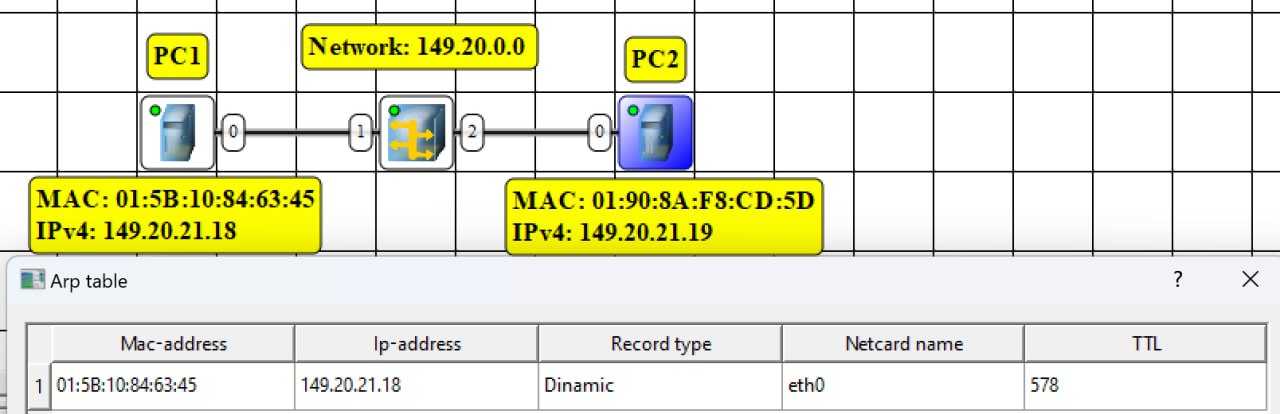 PC1
Network: 149.20.0.0
PC2
0
1
2
0
MAC: 01:5B:10:84:63:45
IPv4: 149.20.21.18
MAC: 01:90:8A:F8:CD:5D
IPv4: 149.20.21.19
Arp table
?
Mac-address Ip-address Record type Netcard name TTL
1 01:5B:10:84:63:45 149.20.21.18 Dinamic eth0 578